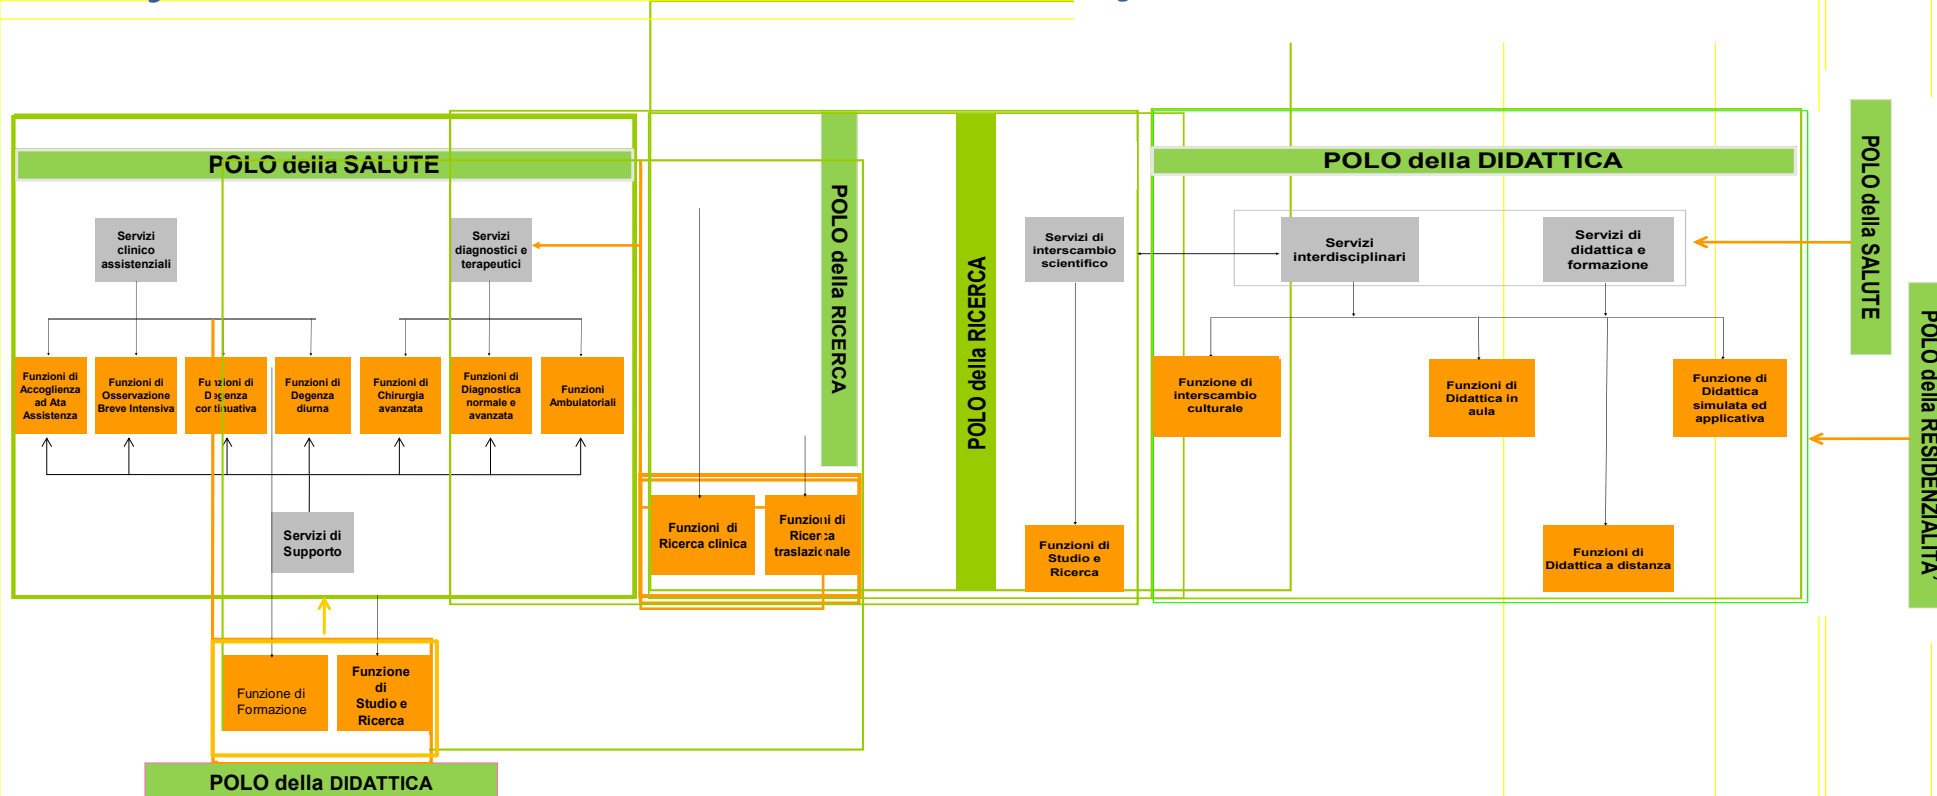 POLO della SALUTE
Servizi
clinico
assistenziali
Servizi
diagnostici e
terapeutici
Funzioni di
Accoglienza
ad Ata
Assistenza
Funzioni di
Osservazione
Breve Intensiva
Funzioni di
Degenza
continuativa
Funzioni di
Degenza
diurna
Funzioni di
Chirurgia
avanzata
Funzioni di
Diagnostica
normale e
avanzata
Funzioni
Ambulatoriali
Servizi di
Supporto
Funzione di
Formazione
Funzione
di
Studio e
Ricerca
POLO della DIDATTICA
Funzioni di
Ricerca clinica
Funzioni di
Ricerca
traslazionale
POLO della RICERCA
POLO della RICERCA
Servizi di
interscambio
scientifico
Funzioni di
Studio e
Ricerca
POLO della DIDATTICA
Servizi
interdisciplinari
Servizi di
didattica e
formazione
Funzione di
interscambio
culturale
Funzioni di
Didattica in
aula
Funzione di
Didattica
simulata ed
applicativa
Funzioni di
Didattica a distanza
POLO della SALUTE
POLO della RESIDENZIALITA'